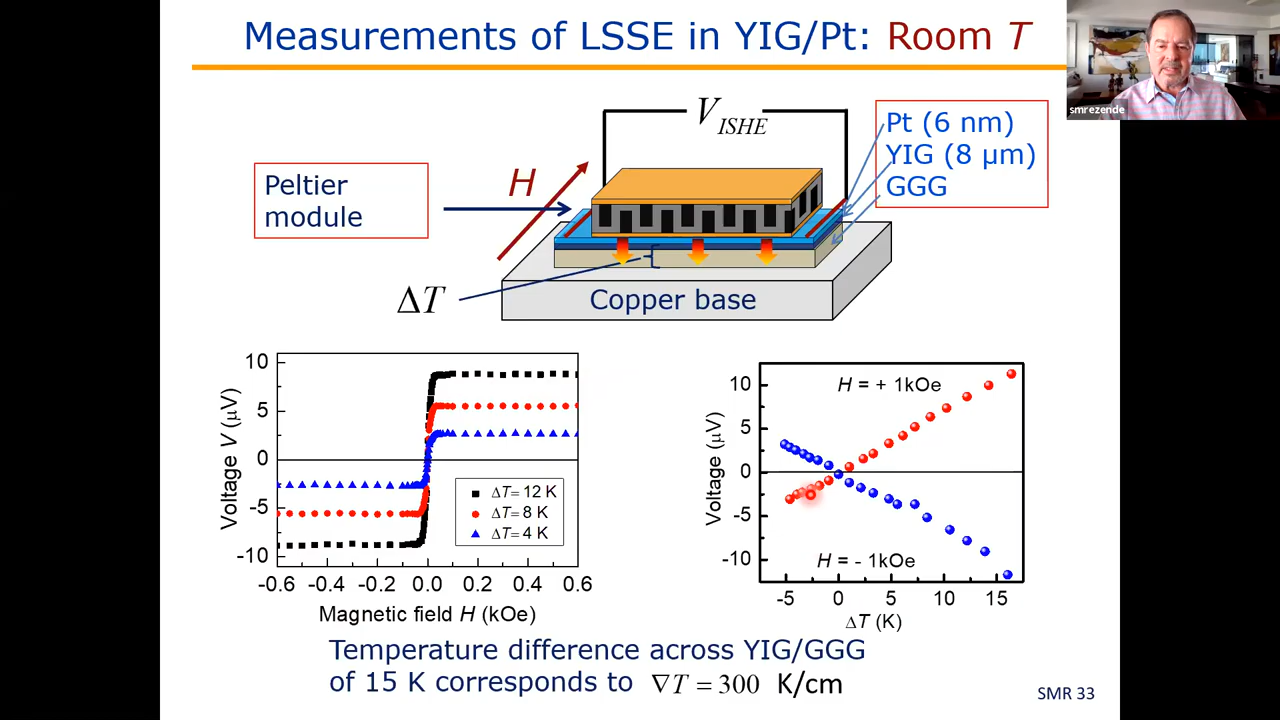 Measurements of LSSE in YIG/Pt: Room T
smrezende
V_ISHE
Pt (6 nm)
YIG (8 μm)
GGG
Peltier
module
H
ΔT
Copper base
10
5
0
-5
-10
Voltage V (μV)
ΔT= 12 K
ΔT= 8 K
ΔT= 4 K
-0.6 -0.4 -0.2 0.0 0.2 0.4 0.6
Magnetic field H (kOe)
10
5
0
-5
-10
Voltage (μV)
H = + 1kOe
H = - 1kOe
-5 0 5 10 15
ΔT (K)
Temperature difference across YIG/GGG
of 15 K corresponds to ∇T = 300 K/cm
SMR 33